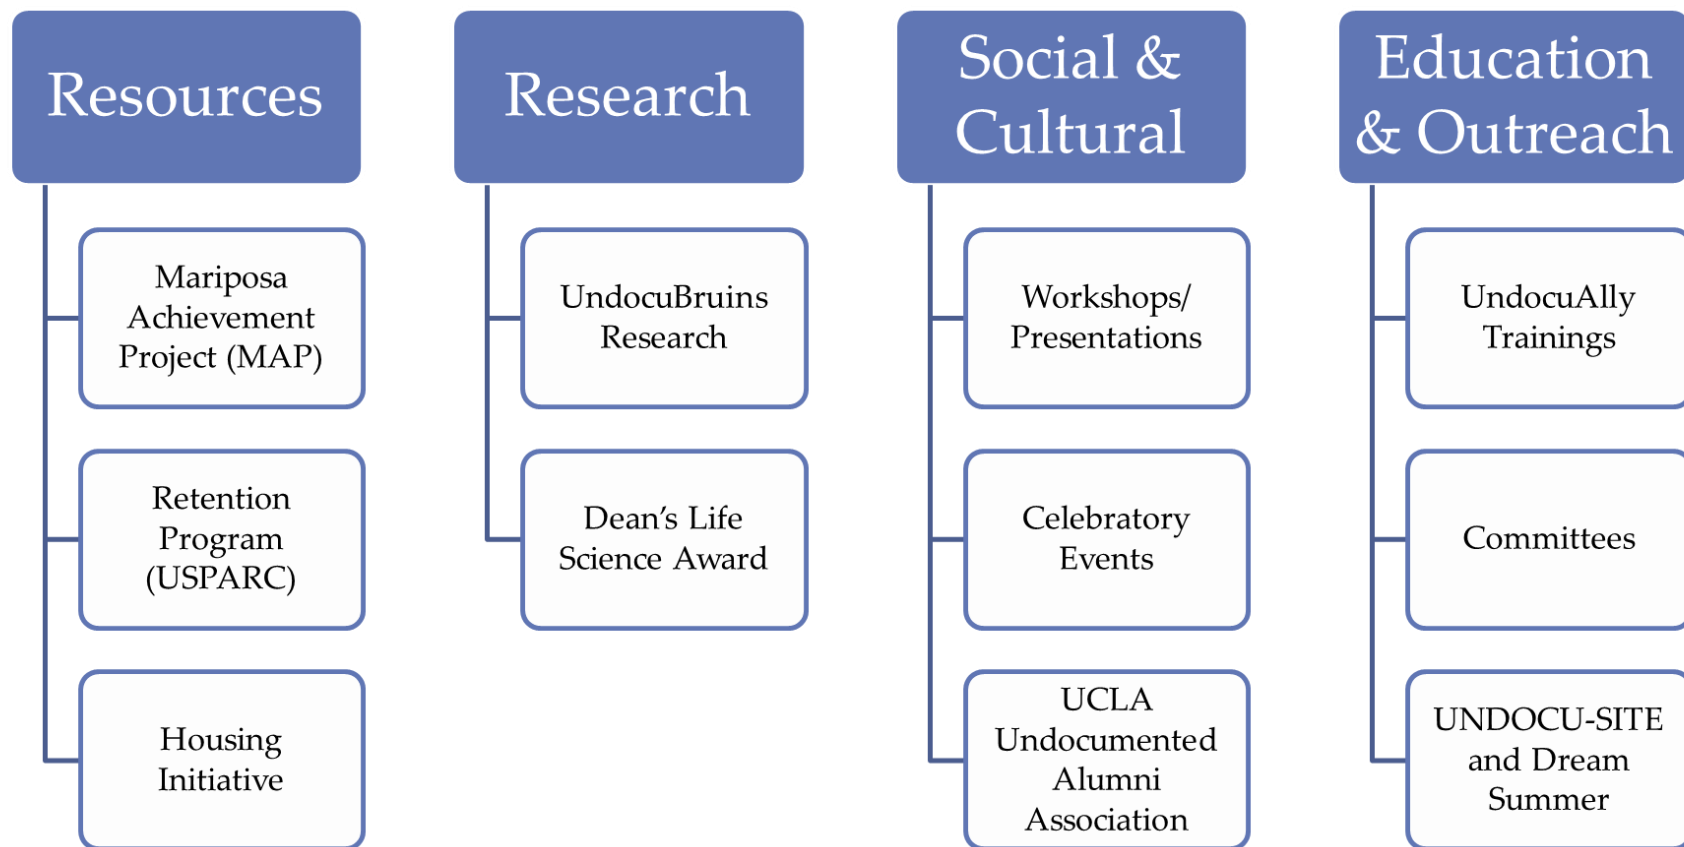 Resources
Mariposa
Achievement
Project (MAP)
Retention
Program
(USPARC)
Housing
Initiative
Research
UndocuBruins
Research
Dean’s Life
Science Award
Social &
Cultural
Workshops/
Presentations
Celebratory
Events
UCLA
Undocumented
Alumni
Association
Education
& Outreach
UndocuAlly
Trainings
Committees
UNDOCU-SITE
and Dream
Summer